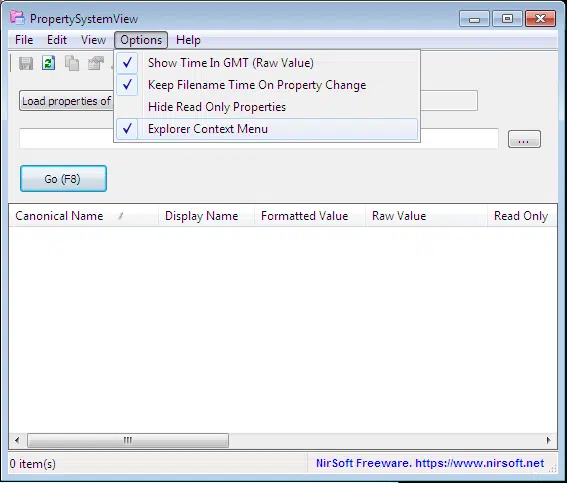 PropertySystemView
File Edit View Options Help
Show Time In GMT (Raw Value)
Keep Filename Time On Property Change
Hide Read Only Properties
Explorer Context Menu
Load properties of
...
Go (F8)
Canonical Name Display Name Formatted Value Raw Value Read Only
0 item(s) NirSoft Freeware. https://www.nirsoft.net